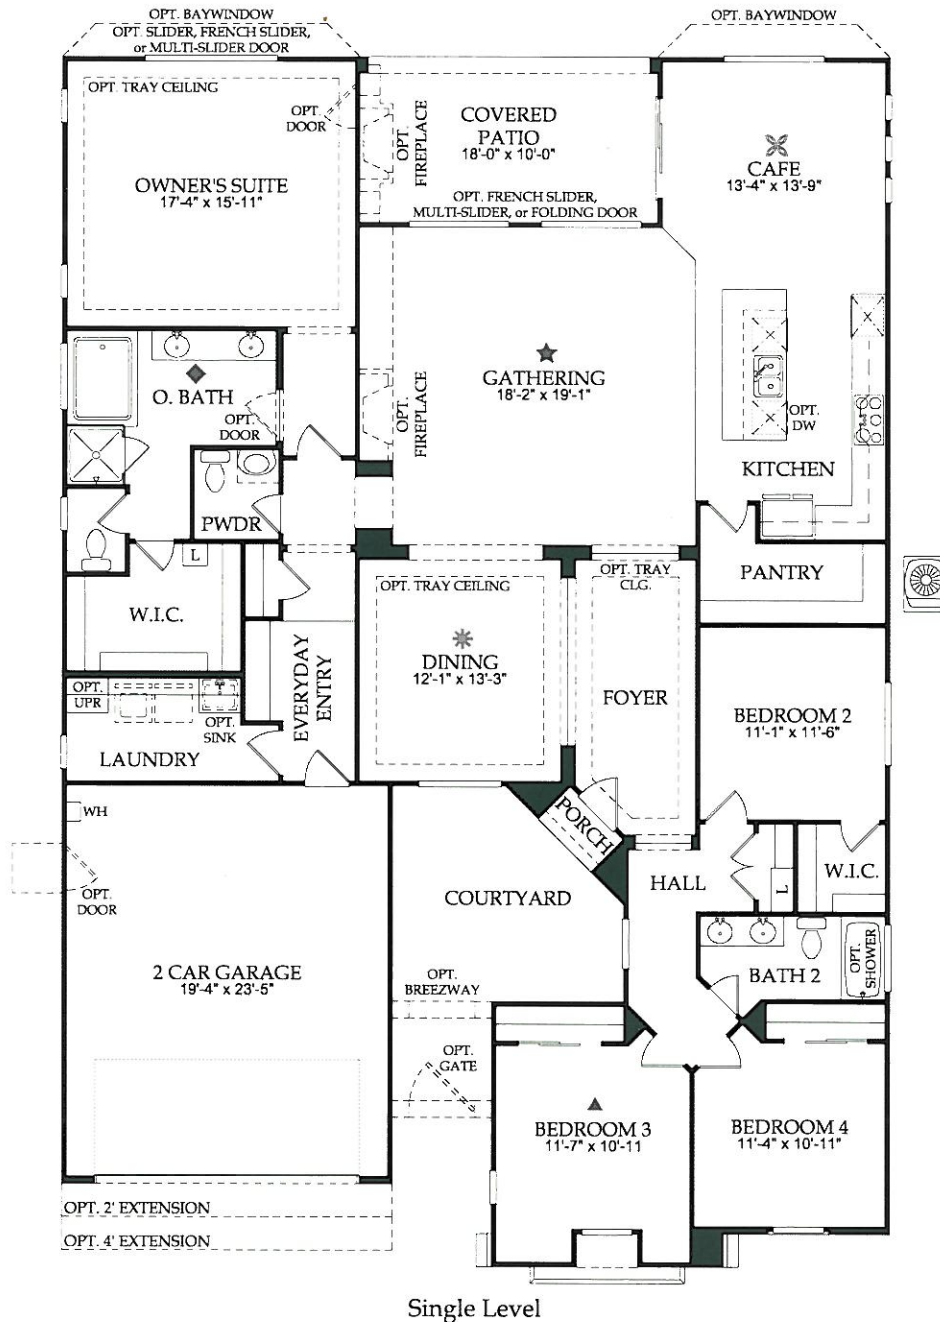 OPT. BAYWINDOW
OPT. SLIDER, FRENCH SLIDER,
or MULTI-SLIDER DOOR
OPT. BAYWINDOW
OPT. TRAY CEILING
OPT.
DOOR
OWNER'S SUITE
17'-4" x 15'-11"
OPT.
FIREPLACE
COVERED
PATIO
18'-0" x 10'-0"
OPT. FRENCH SLIDER,
MULTI-SLIDER, or FOLDING DOOR
CAFE
13'-4" x 13'-9"
O. BATH
OPT.
DOOR
GATHERING
18'-2" x 19'-1"
OPT.
FIREPLACE
OPT.
DW
KITCHEN
PWDR
L
W.I.C.
OPT. TRAY CEILING
OPT. TRAY
CLG.
PANTRY
DINING
12'-1" x 13'-3"
EVERYDAY
ENTRY
FOYER
BEDROOM 2
11'-1" x 11'-6"
OPT.
UPR
OPT.
SINK
LAUNDRY
WH
OPT.
DOOR
PORCH
COURTYARD
HALL
L
W.I.C.
2 CAR GARAGE
19'-4" x 23'-5"
OPT.
BREEZWAY
BATH 2
OPT.
SHOWER
OPT.
GATE
BEDROOM 3
11'-7" x 10'-11
BEDROOM 4
11'-4" x 10'-11"
OPT. 2' EXTENSION
OPT. 4' EXTENSION
Single Level